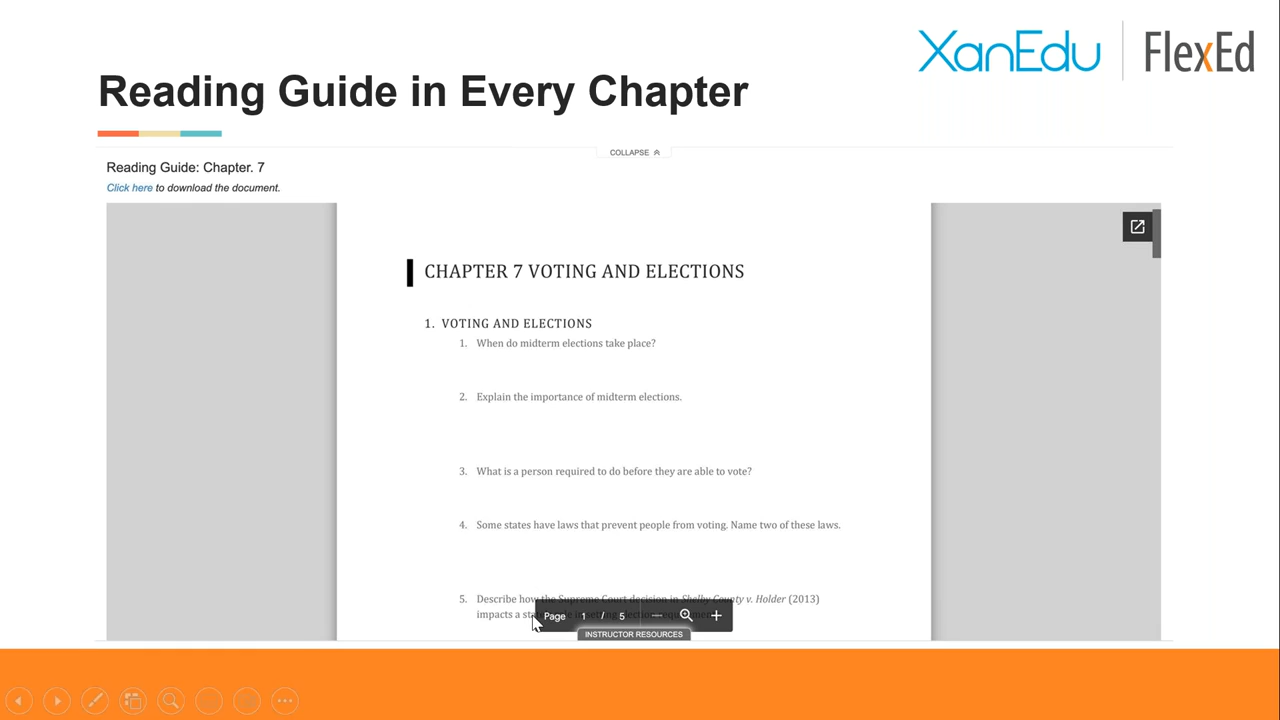 XanEdu FlexEd
Reading Guide in Every Chapter
COLLAPSE
Reading Guide: Chapter. 7
Click here to download the document.
CHAPTER 7 VOTING AND ELECTIONS
1. VOTING AND ELECTIONS
1. When do midterm elections take place?
2. Explain the importance of midterm elections.
3. What is a person required to do before they are able to vote?
4. Some states have laws that prevent people from voting. Name two of these laws.
5. Describe how the Supreme Court decision in Shelby County v. Holder (2013)
impacts a
Page 1 / 5
INSTRUCTOR RESOURCES